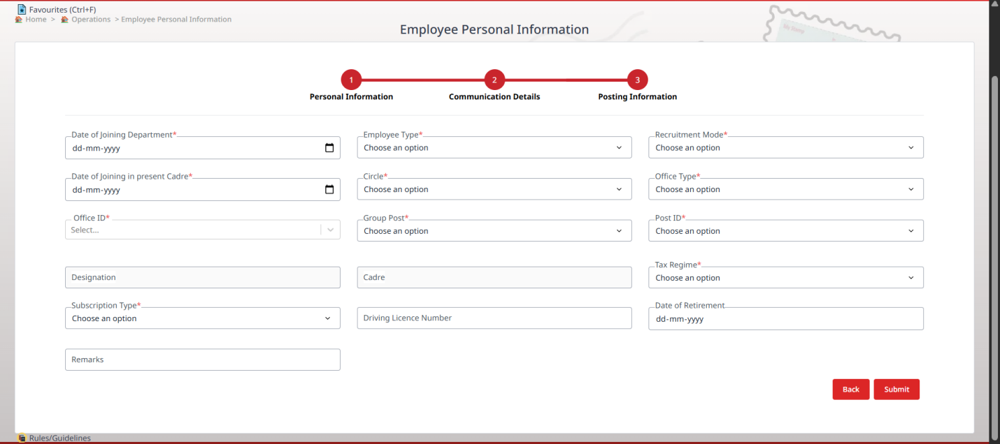 Favourites (Ctrl+F)
Home > Operations > Employee Personal Information
Employee Personal Information
My Stamp
1 2 3
Personal Information Communication Details Posting Information
Date of Joining Department* Employee Type* Recruitment Mode*
dd-mm-yyyy Choose an option Choose an option
Date of Joining in present Cadre* Circle* Office Type*
dd-mm-yyyy Choose an option Choose an option
Office ID* Group Post* Post ID*
Select... Choose an option Choose an option
Tax Regime*
Designation Cadre Choose an option
Subscription Type* Date of Retirement
Choose an option Driving Licence Number dd-mm-yyyy
Remarks
Back Submit
Rules/Guidelines